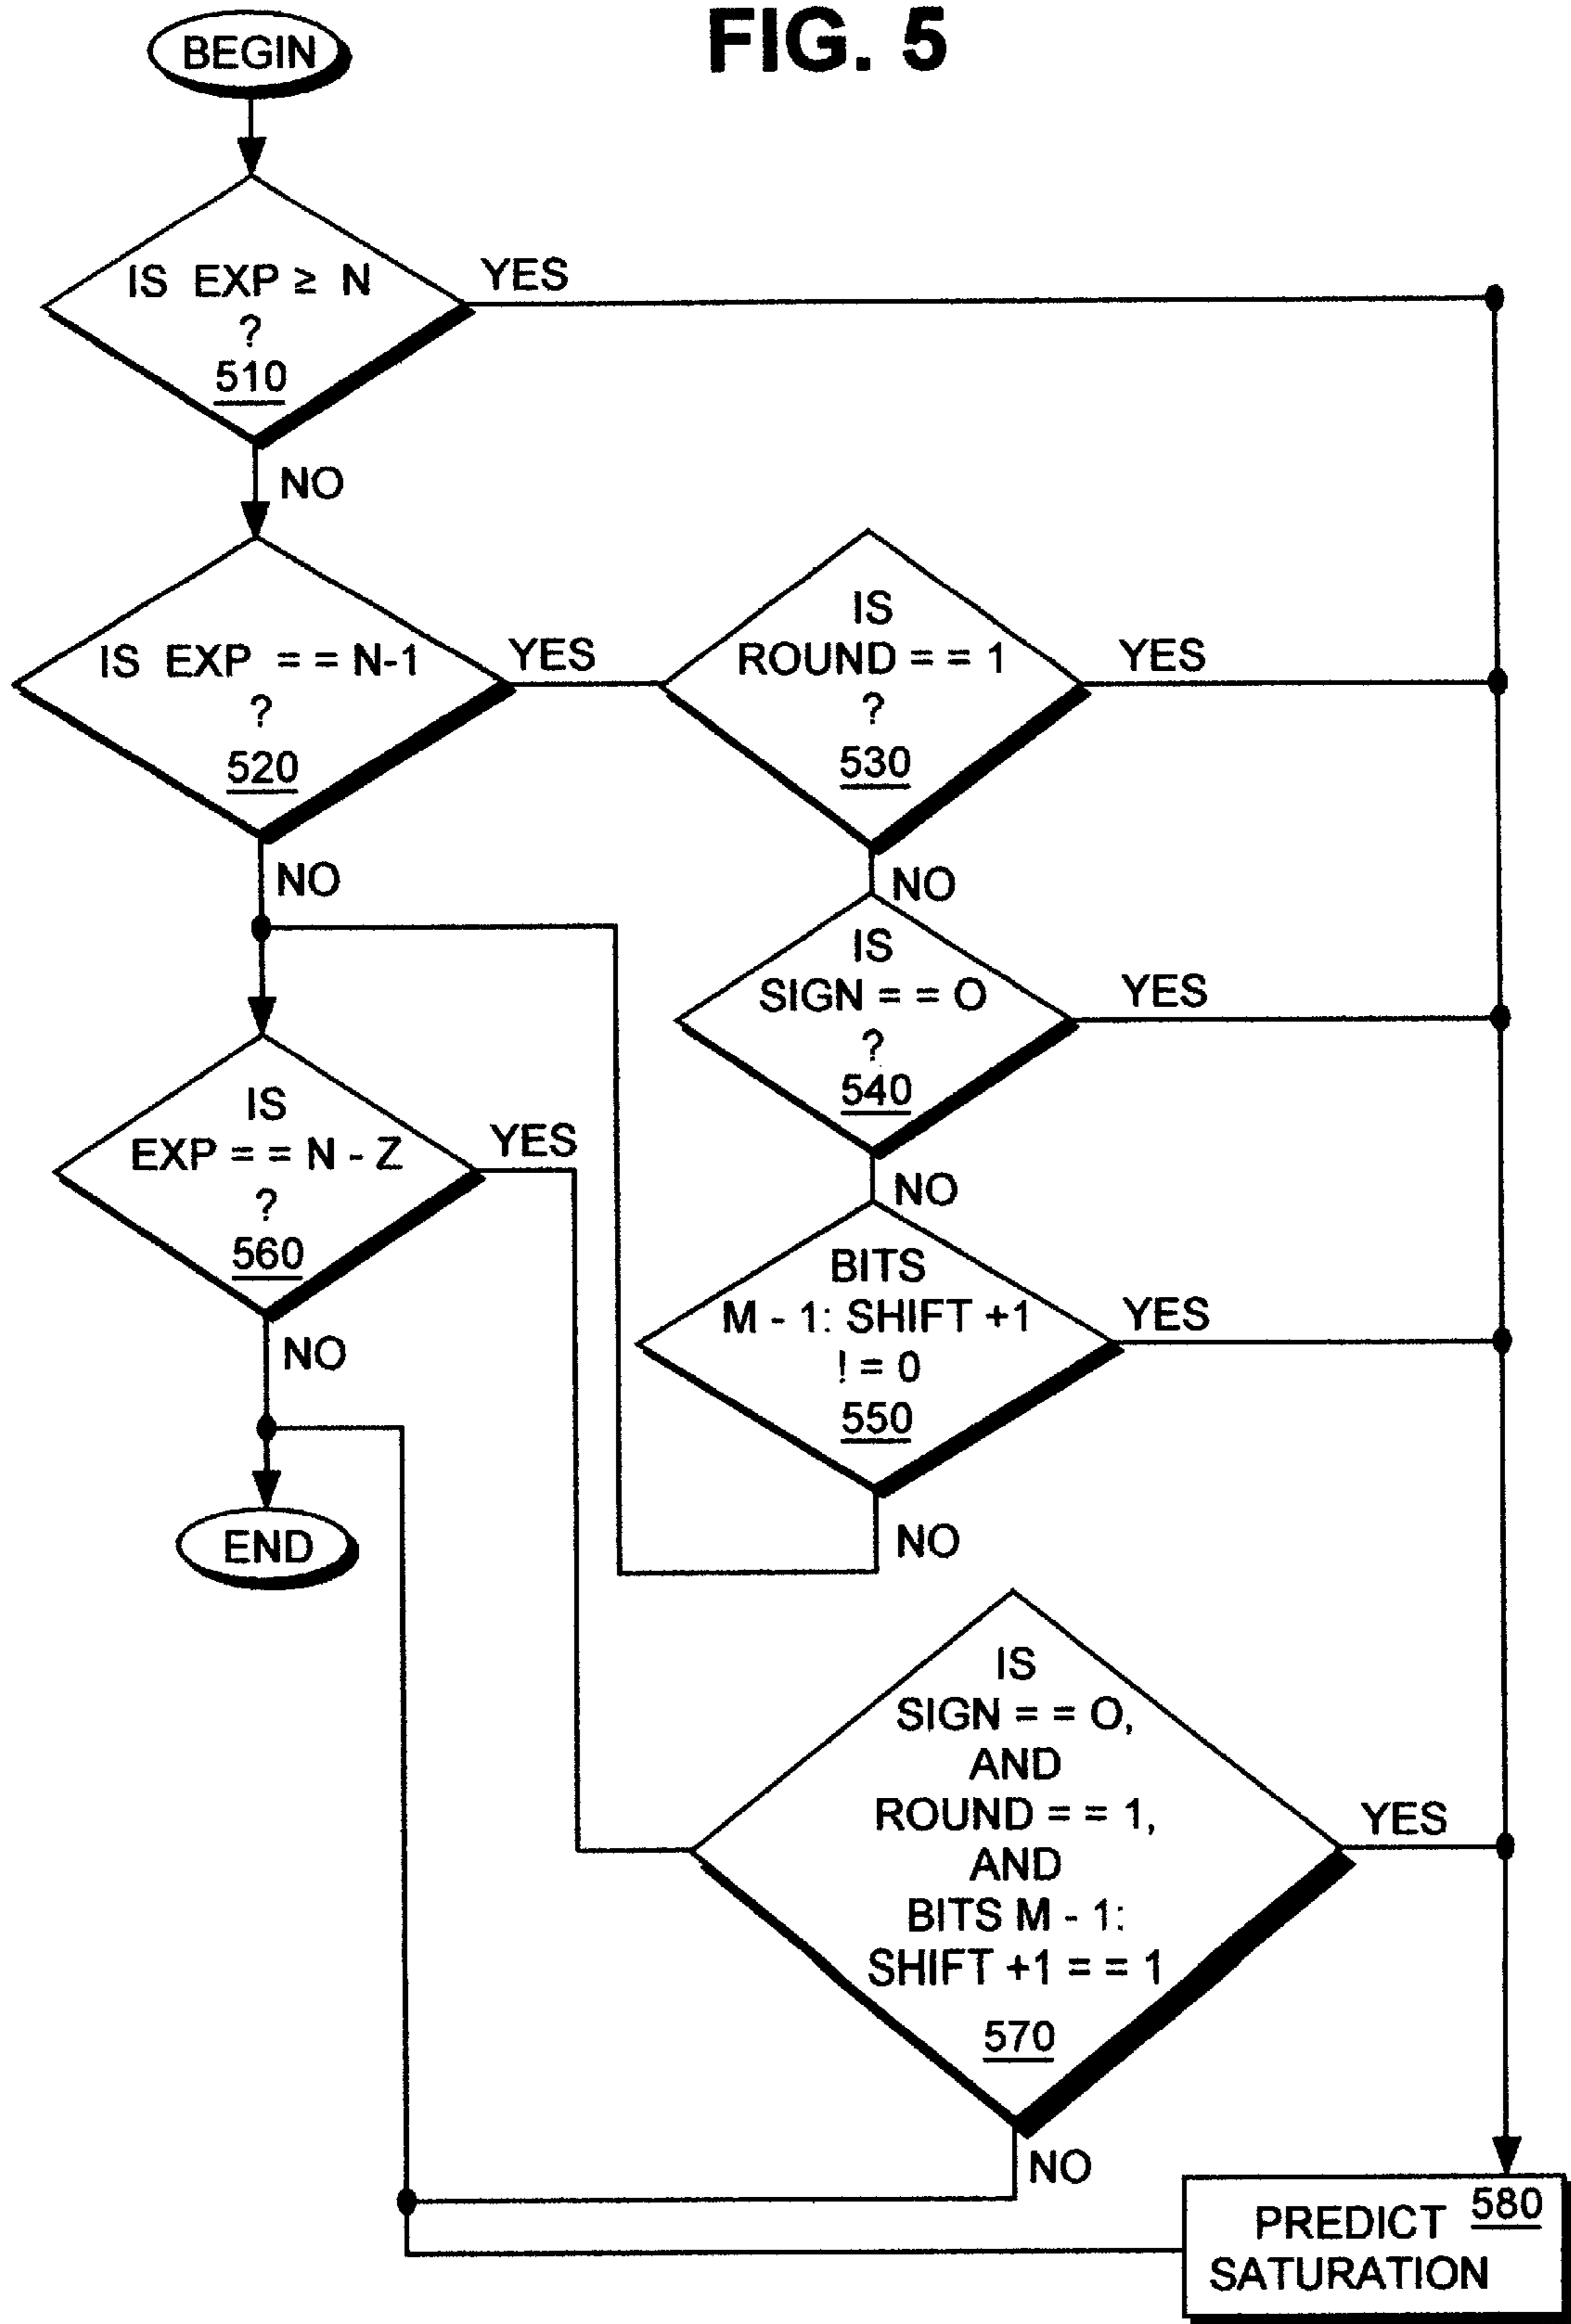 FIG. 5
BEGIN
IS EXP ≥ N
?
510
YES
NO
IS EXP = = N-1
?
520
YES
NO
IS
ROUND = = 1
?
530
YES
NO
IS
SIGN = = O
?
540
YES
NO
BITS
M - 1: SHIFT +1
! = 0
550
YES
NO
IS
EXP = = N - Z
?
560
YES
NO
END
IS
SIGN = = O,
AND
ROUND = = 1,
AND
BITS M - 1:
SHIFT +1 = = 1
570
YES
NO
PREDICT 580
SATURATION